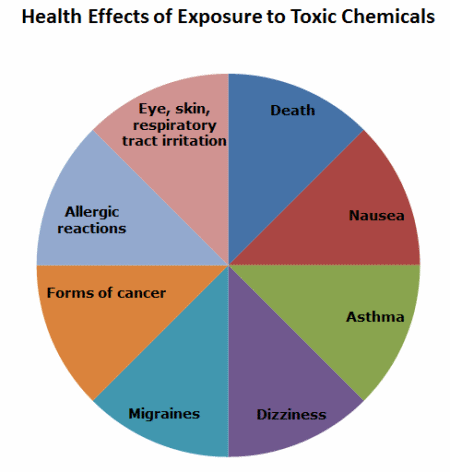 Health Effects of Exposure to Toxic Chemicals
Eye, skin,
respiratory
tract irritation
Death
Nausea
Asthma
Dizziness
Migraines
Forms of cancer
Allergic
reactions